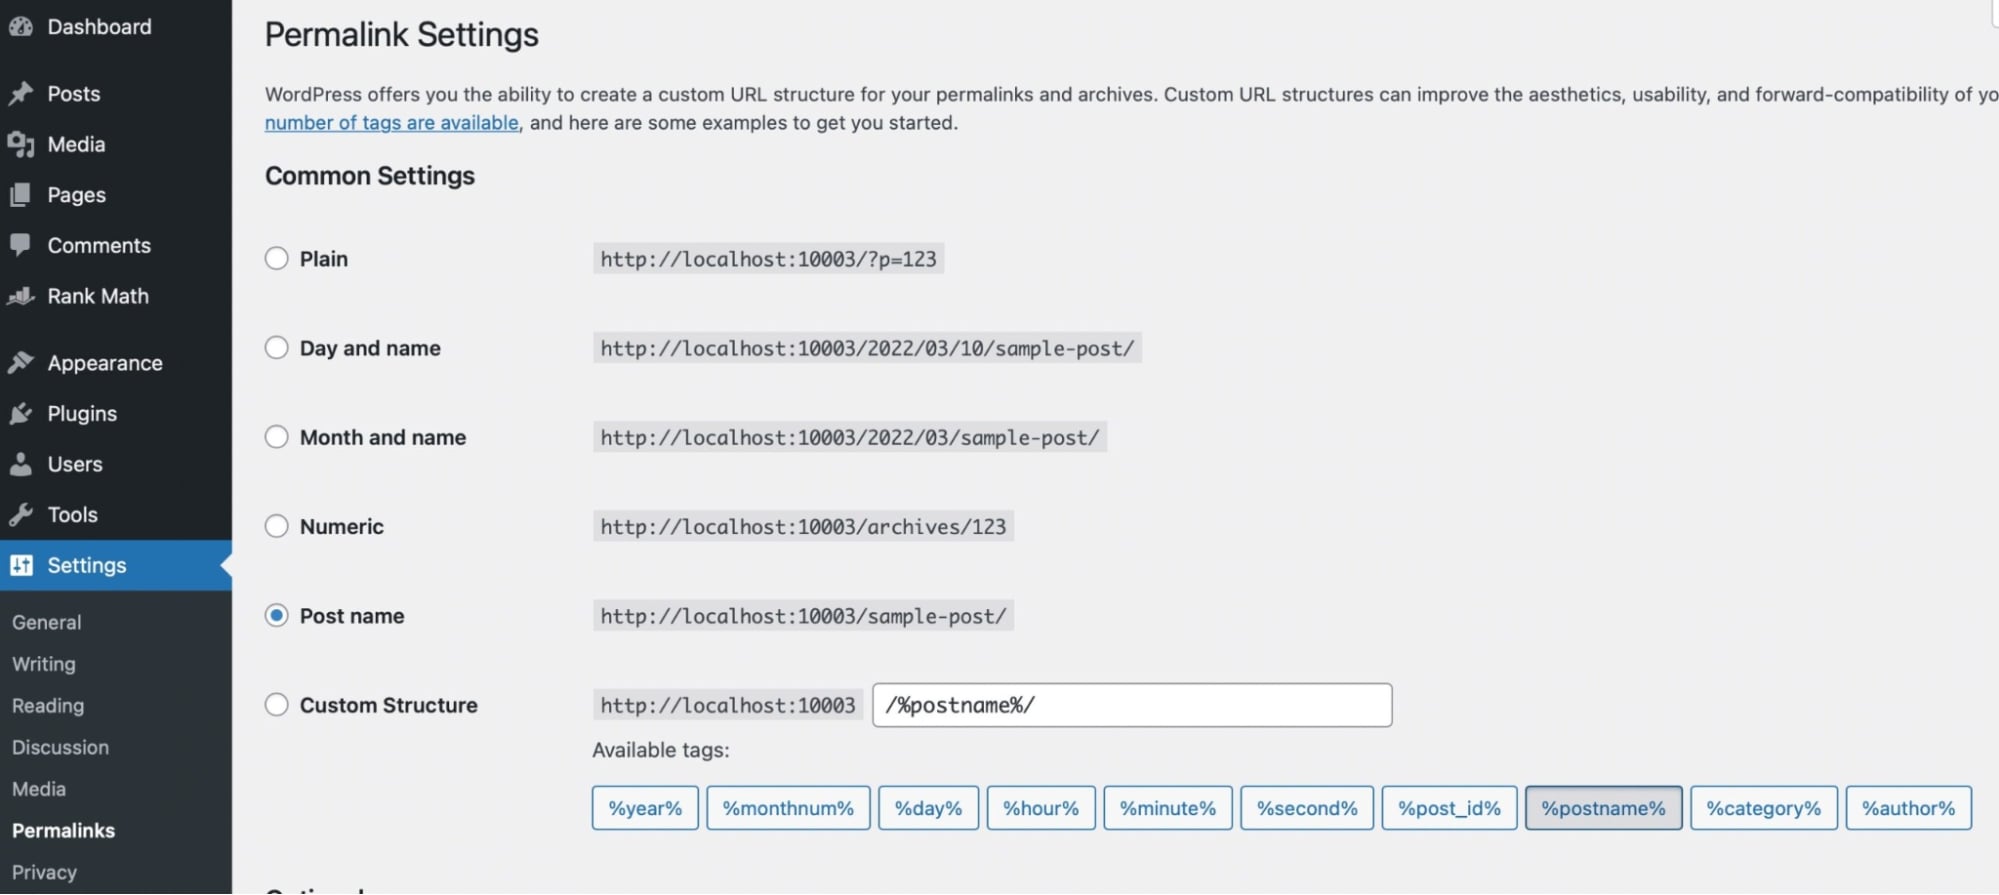 Dashboard
Posts
Media
Pages
Comments
Rank Math
Appearance
Plugins
Users
Tools
Settings
General
Writing
Reading
Discussion
Media
Permalinks
Privacy
Permalink Settings
WordPress offers you the ability to create a custom URL structure for your permalinks and archives. Custom URL structures can improve the aesthetics, usability, and forward-compatibility of yo
number of tags are available, and here are some examples to get you started.
Common Settings
Plain http://localhost:10003/?p=123
Day and name http://localhost:10003/2022/03/10/sample-post/
Month and name http://localhost:10003/2022/03/sample-post/
Numeric http://localhost:10003/archives/123
Post name http://localhost:10003/sample-post/
Custom Structure http://localhost:10003 /%postname%/
Available tags:
%year% %monthnum% %day% %hour% %minute% %second% %post_id% %postname% %category% %author%